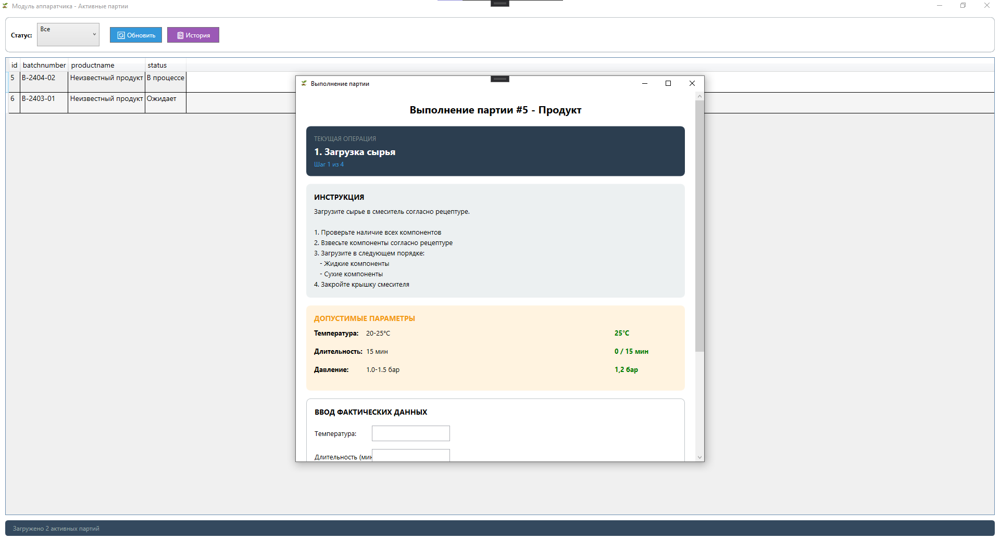 Модуль аппаратчика - Активные партии
Статус: Все Обновить История
id batchnumber productname status
5 B-2404-02 Неизвестный продукт В процессе
6 B-2403-01 Неизвестный продукт Ожидает
Выполнение партии
Выполнение партии #5 - Продукт
ТЕКУЩАЯ ОПЕРАЦИЯ
1. Загрузка сырья
Шаг 1 из 4
ИНСТРУКЦИЯ
Загрузите сырье в смеситель согласно рецептуре.
1. Проверьте наличие всех компонентов
2. Взвесьте компоненты согласно рецептуре
3. Загрузите в следующем порядке:
- Жидкие компоненты
- Сухие компоненты
4. Закройте крышку смесителя
ДОПУСТИМЫЕ ПАРАМЕТРЫ
Температура: 20-25°C 25°C
Длительность: 15 мин 0 / 15 мин
Давление: 1.0-1.5 бар 1,2 бар
ВВОД ФАКТИЧЕСКИХ ДАННЫХ
Температура:
Длительность (мин
Загружено 2 активных партий